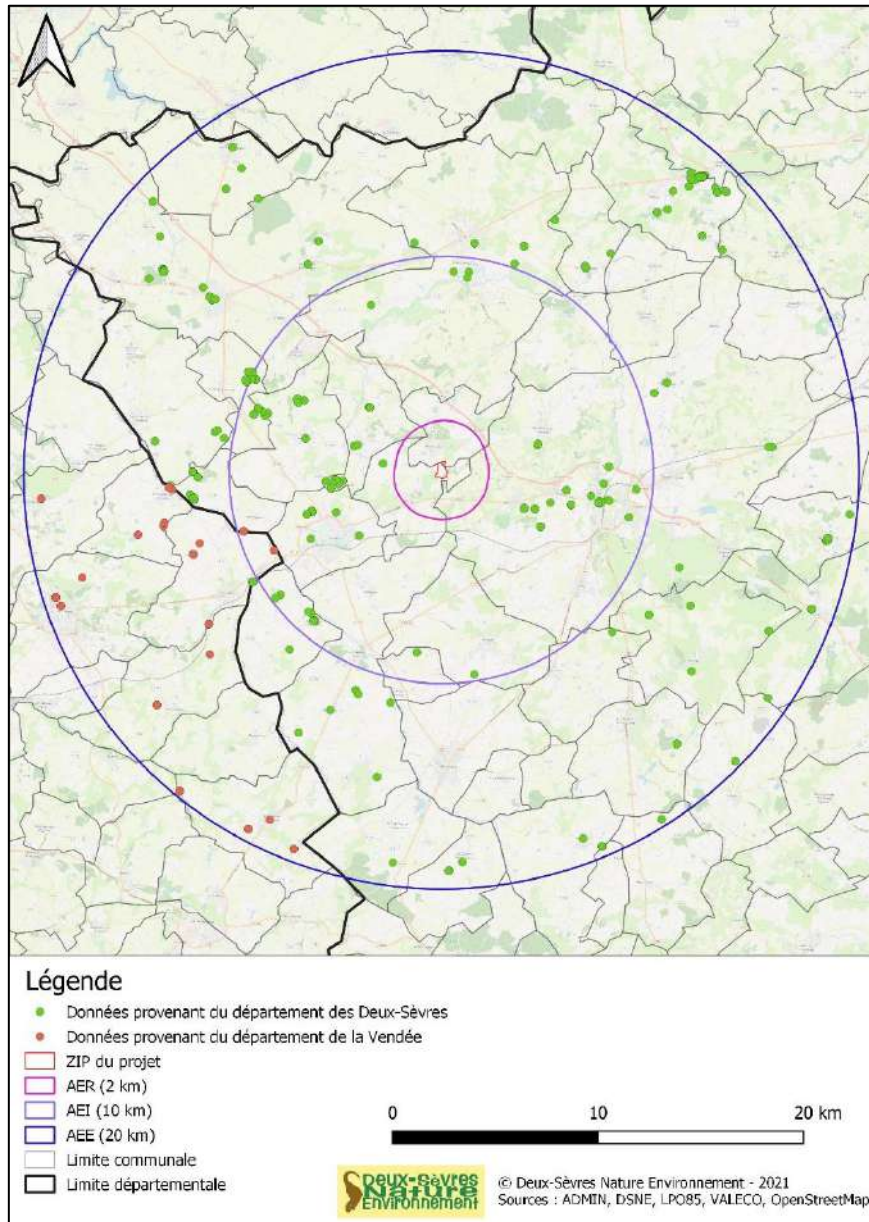 Légende
Données provenant du département des Deux-Sèvres
Données provenant du département de la Vendée
ZIP du projet
AER (2 km)
AEI (10 km)
AEE (20 km)
Limite communale
Limite départementale
0 10 20 km
Deux-Sèvres
Nature
Environnement
© Deux-Sèvres Nature Environnement - 2021
Sources : ADMIN, DSNE, LPO85, VALECO, OpenStreetMap